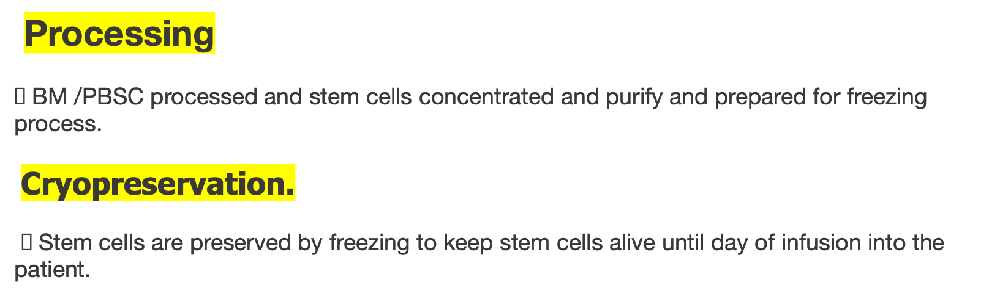 Processing
▯ BM /PBSC processed and stem cells concentrated and purify and prepared for freezing
process.
Cryopreservation.
▯ Stem cells are preserved by freezing to keep stem cells alive until day of infusion into the
patient.